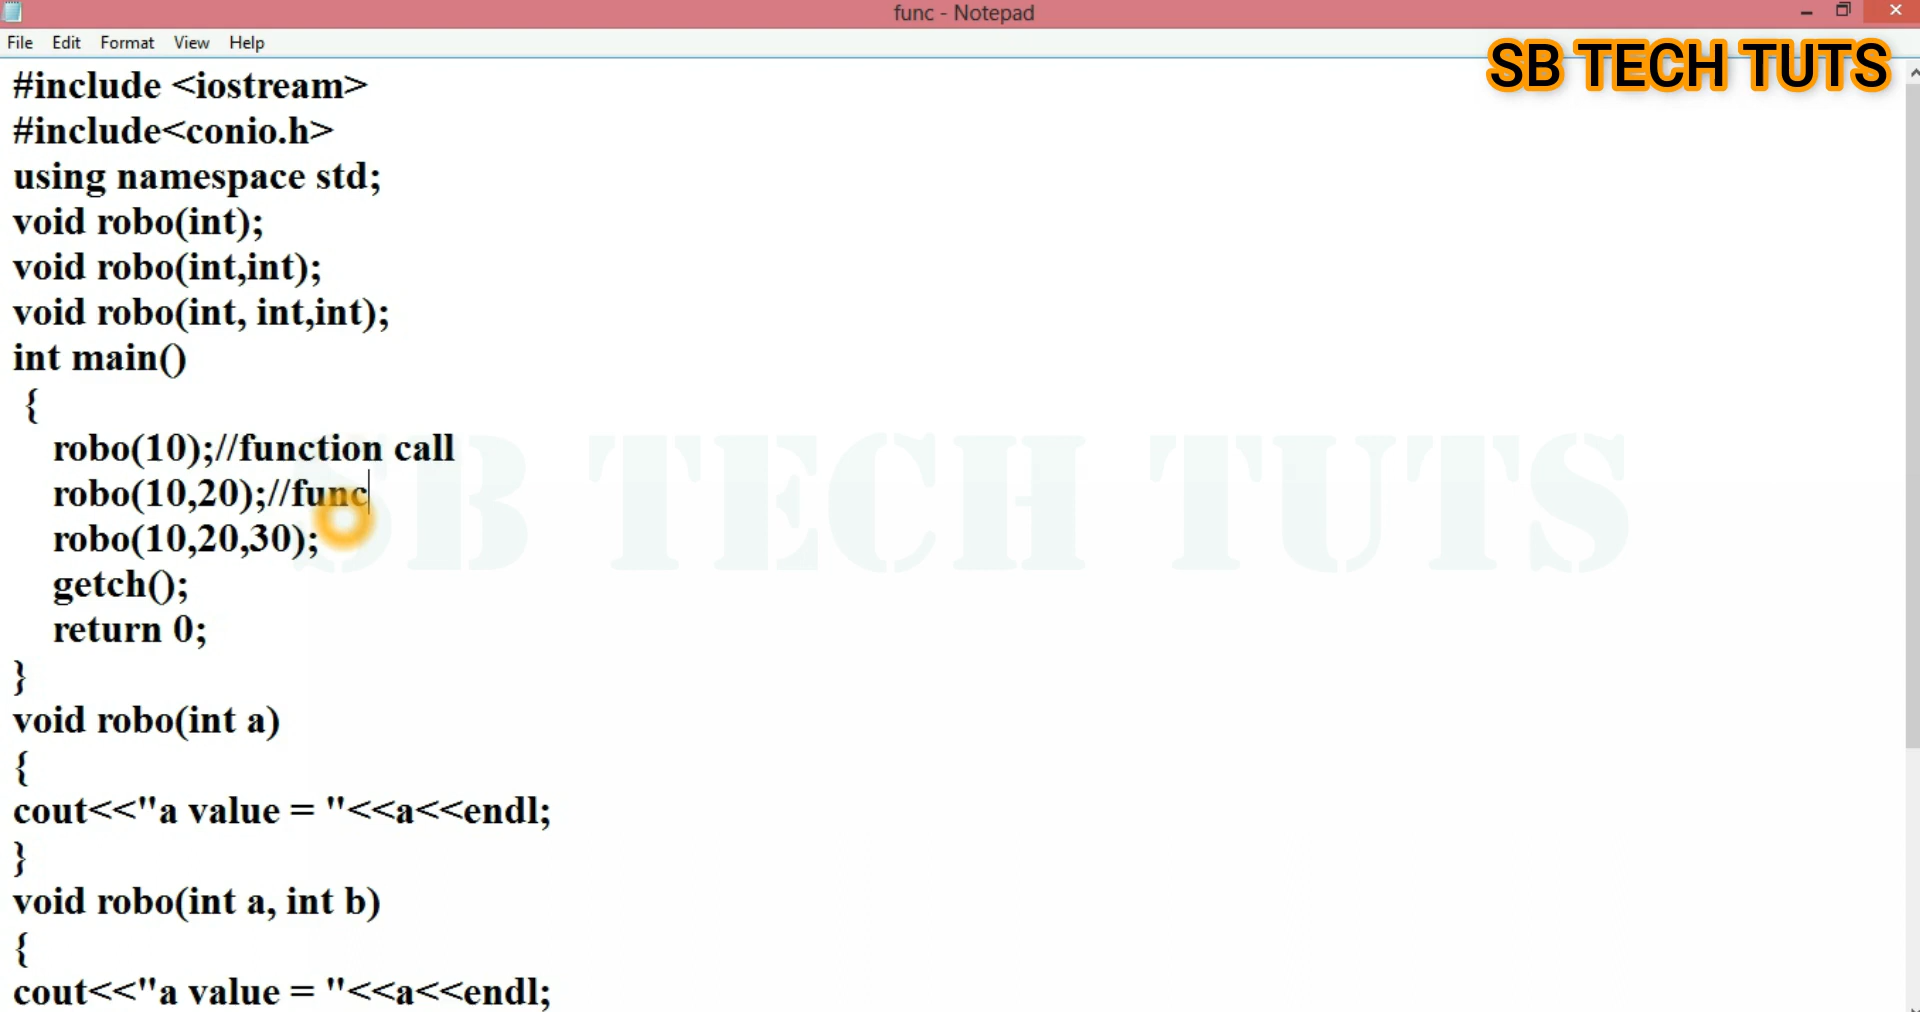 func - Notepad
File Edit Format View Help
SB TECH TUTS
#include <iostream>
#include<conio.h>
using namespace std;
void robo(int);
void robo(int,int);
void robo(int, int,int);
int main()
{
robo(10);//function call
robo(10,20);//func
robo(10,20,30);
getch();
return 0;
}
void robo(int a)
{
cout<<"a value = "<<a<<endl;
}
void robo(int a, int b)
{
cout<<"a value = "<<a<<endl;
SB TECH TUTS